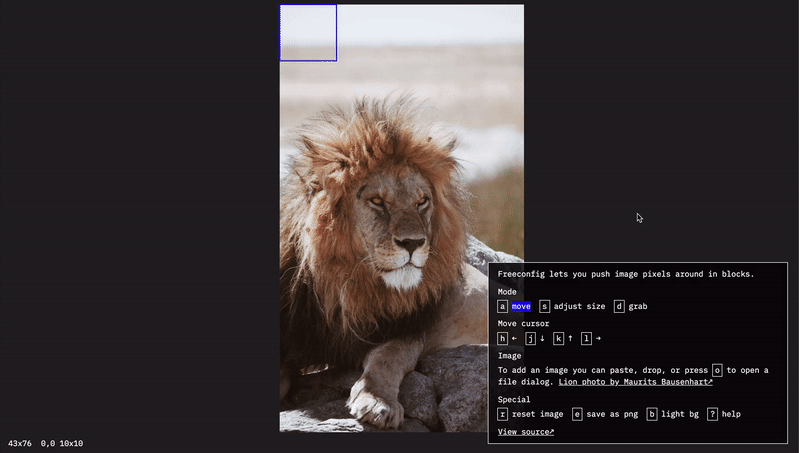 Freeconfig lets you push image pixels around in blocks.
Mode
a move s adjust size d grab
Move cursor
h ← j ↓ k ↑ l →
Image
To add an image you can paste, drop, or press o to open a
file dialog. Lion photo by Maurits Bausenhart↗
Special
r reset image e save as png b light bg ? help
View source↗
43x76 0,0 10x10